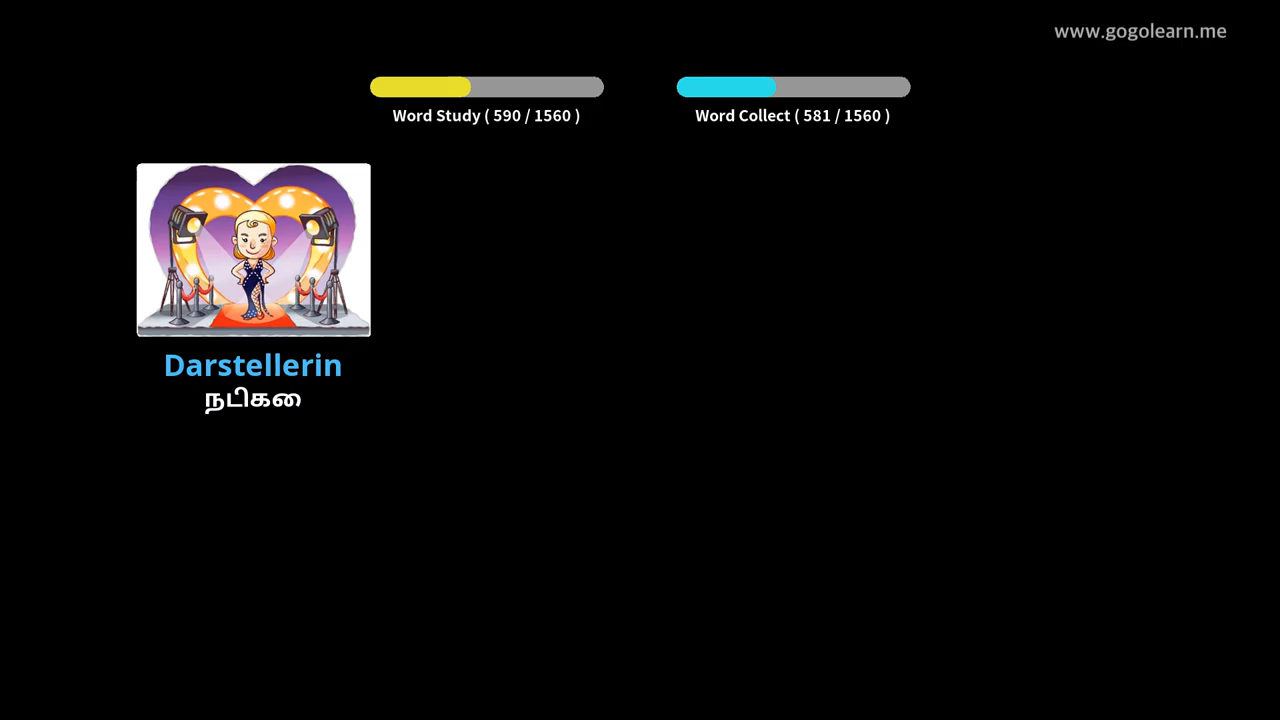 www.gogolearn.me
Word Study ( 590 / 1560 )
Word Collect ( 581 / 1560 )
Darstellerin
நடிகை